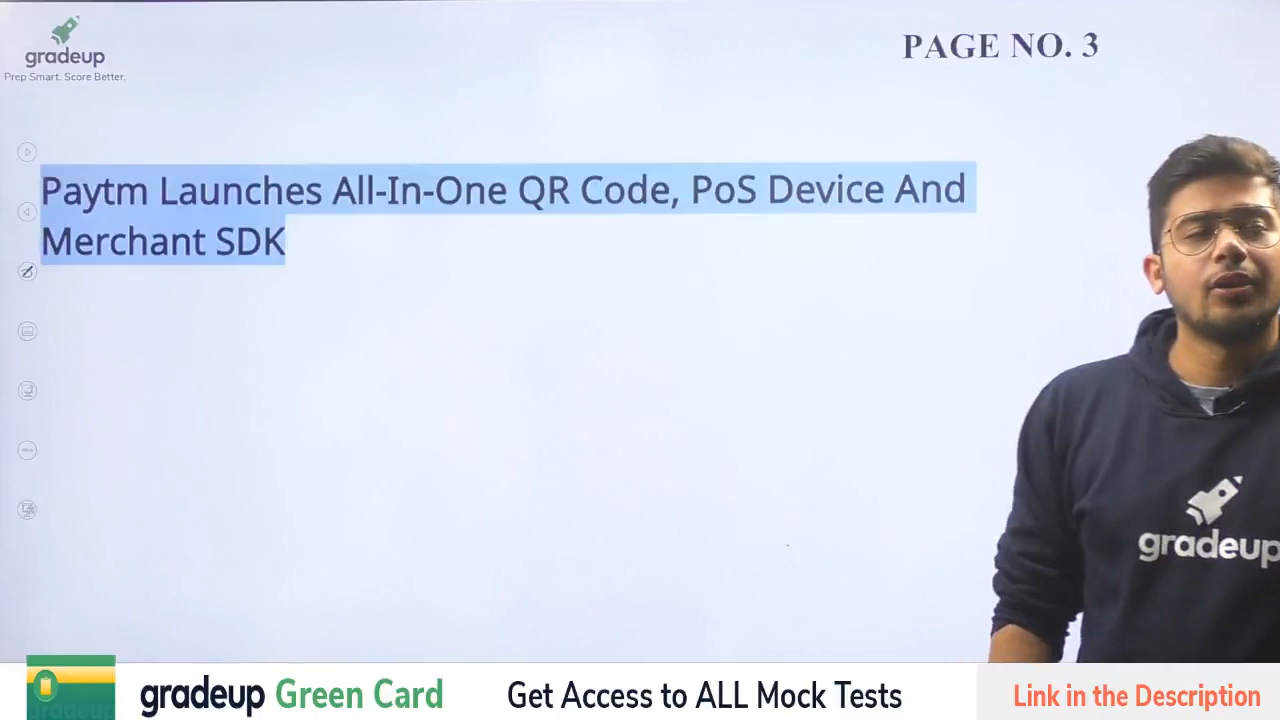 gradeup
Prep Smart. Score Better.
PAGE NO. 3
Paytm Launches All-In-One QR Code, PoS Device And
Merchant SDK
gradeup
gradeup Green Card
Get Access to ALL Mock Tests
Link in the Description